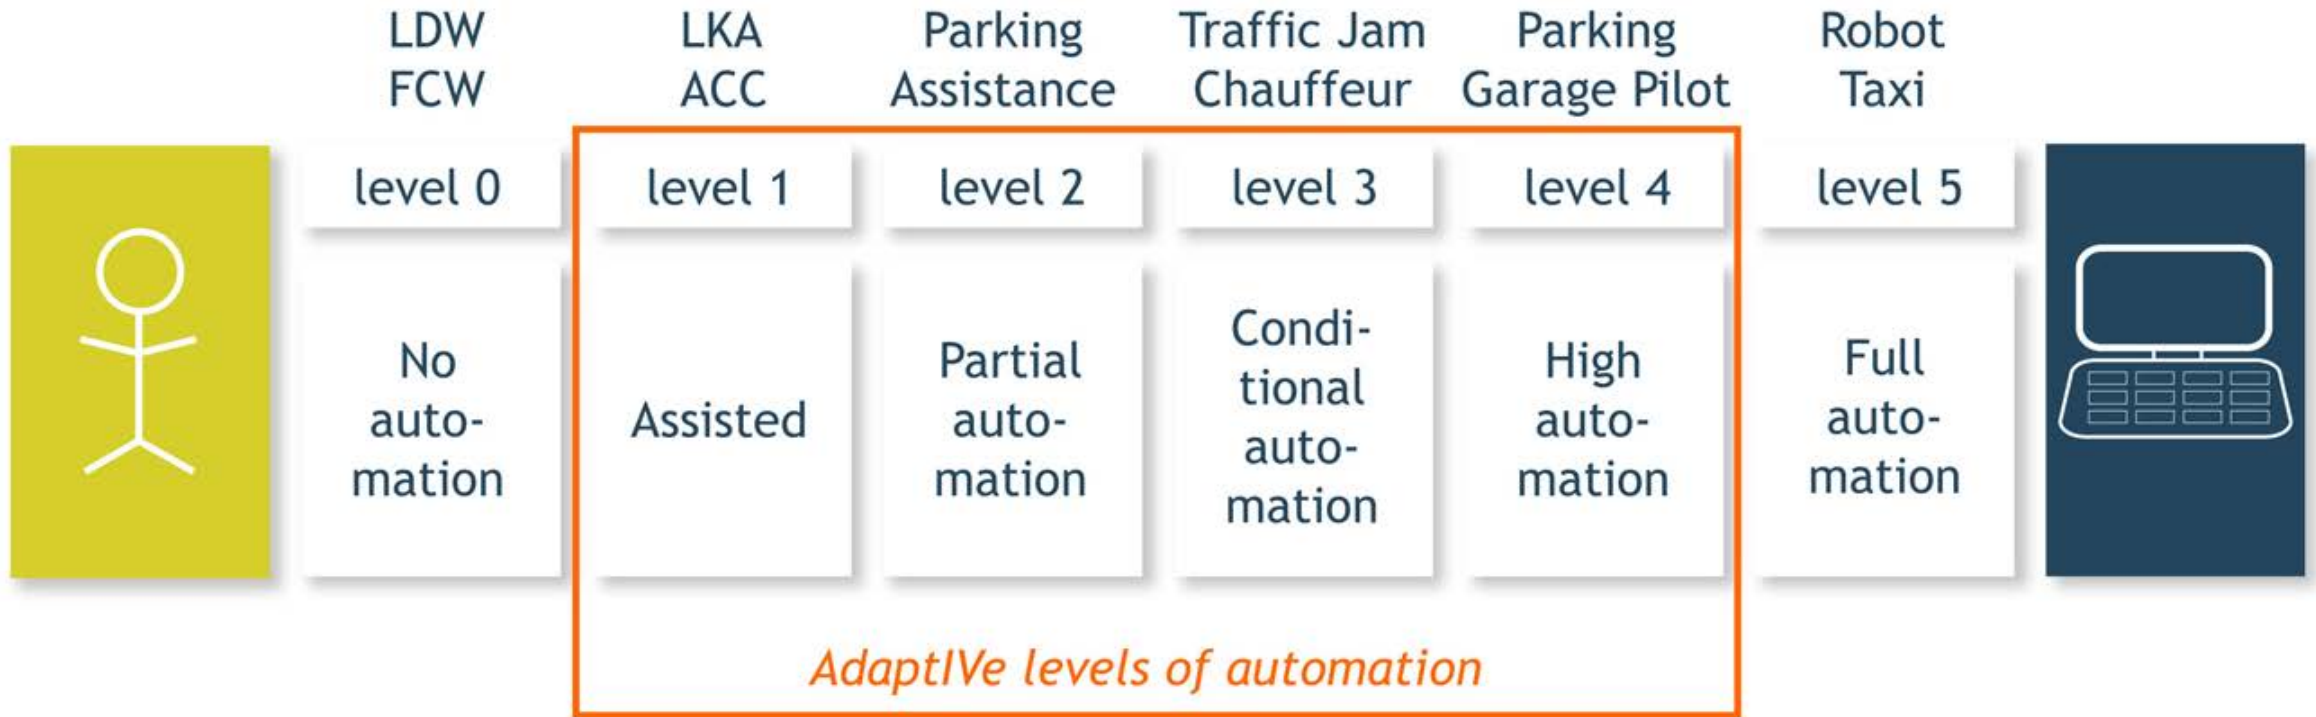 LDW
FCW
LKA
ACC
Parking
Assistance
Traffic Jam
Chauffeur
Parking
Garage Pilot
Robot
Taxi
level 0
level 1
level 2
level 3
level 4
level 5
No
auto-
mation
Assisted
Partial
auto-
mation
Condi-
tional
auto-
mation
High
auto-
mation
Full
auto-
mation
AdaptIVe levels of automation